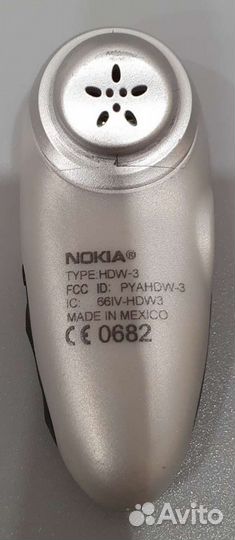 NOKIA®
TYPE:HDW-3
FCC ID: PYAHDW-3
IC: 661V-HDW3
MADE IN MEXICO
CE 0682
Avito